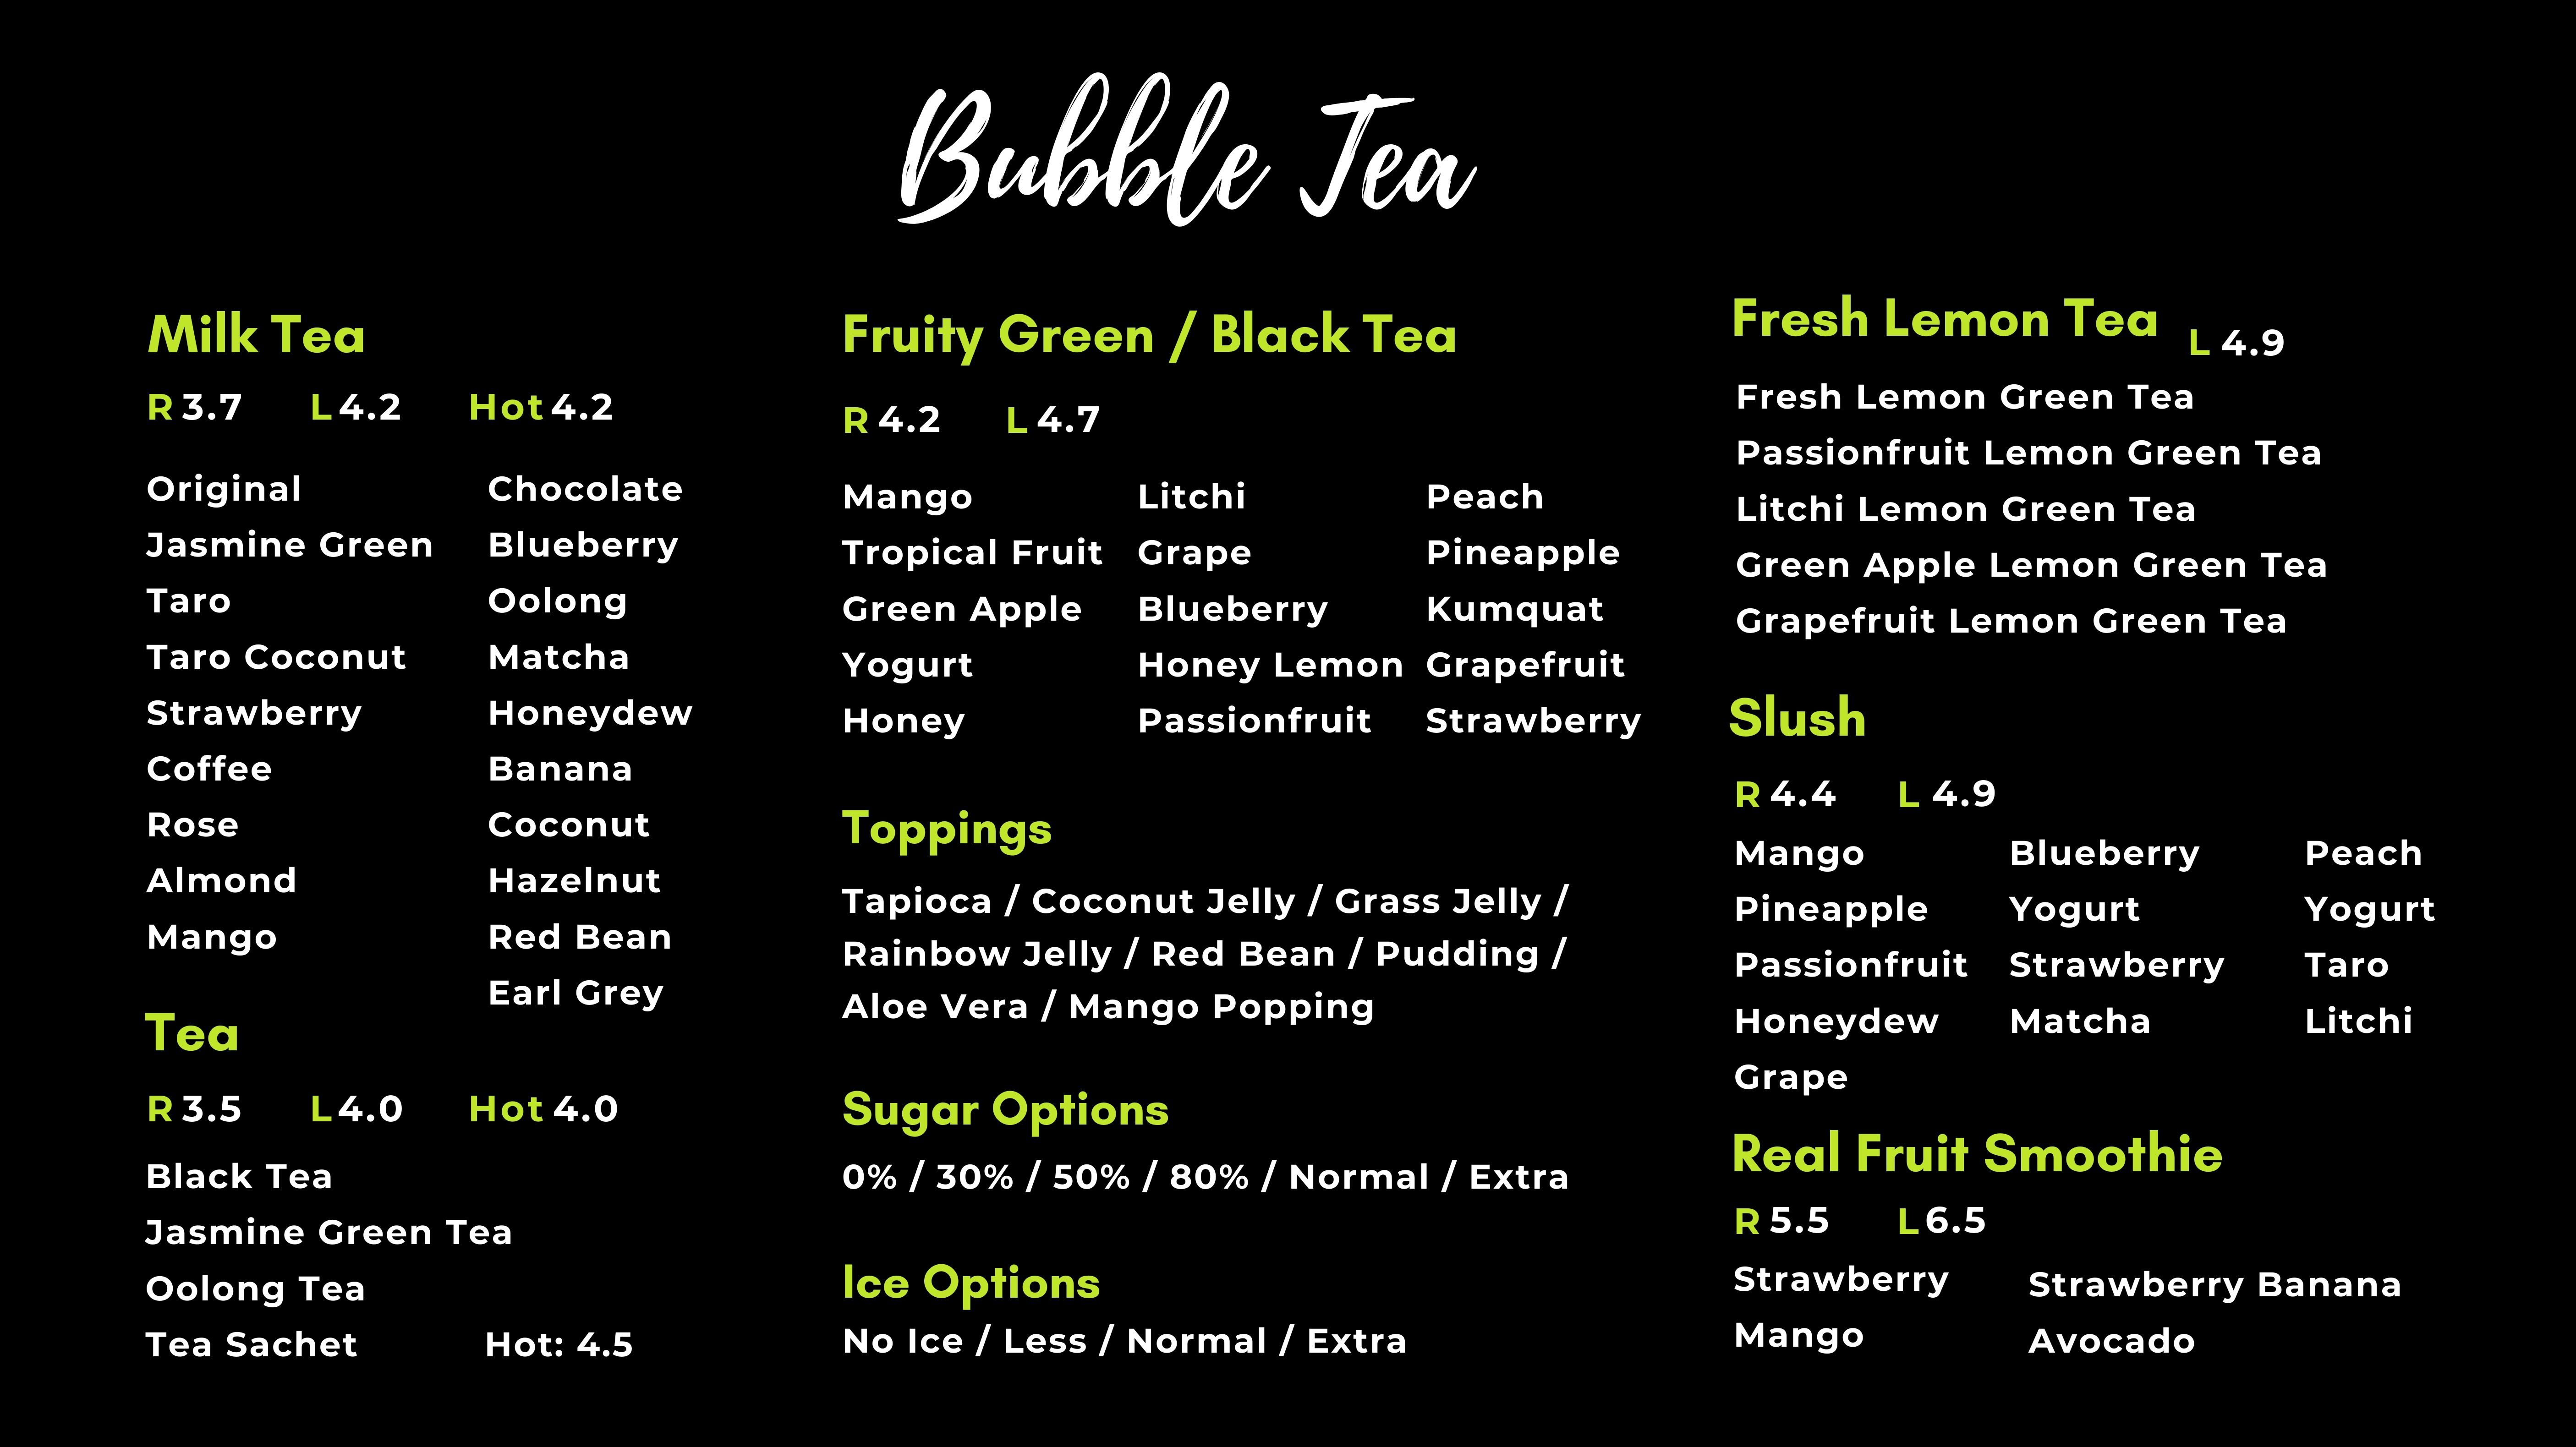 Bubble Tea
Milk Tea
R 3.7 L 4.2 Hot 4.2
Original
Jasmine Green
Taro
Taro Coconut
Strawberry
Coffee
Rose
Almond
Mango
Chocolate
Blueberry
Oolong
Matcha
Honeydew
Banana
Coconut
Hazelnut
Red Bean
Earl Grey
Tea
R 3.5 L 4.0 Hot 4.0
Black Tea
Jasmine Green Tea
Oolong Tea
Tea Sachet Hot: 4.5
Fruity Green / Black Tea
R 4.2 L 4.7
Mango
Tropical Fruit
Green Apple
Yogurt
Honey
Litchi
Grape
Blueberry
Honey Lemon
Passionfruit
Peach
Pineapple
Kumquat
Grapefruit
Strawberry
Toppings
Tapioca / Coconut Jelly / Grass Jelly /
Rainbow Jelly / Red Bean / Pudding /
Aloe Vera / Mango Popping
Sugar Options
0% / 30% / 50% / 80% / Normal / Extra
Ice Options
No Ice / Less / Normal / Extra
Fresh Lemon Tea L 4.9
Fresh Lemon Green Tea
Passionfruit Lemon Green Tea
Litchi Lemon Green Tea
Green Apple Lemon Green Tea
Grapefruit Lemon Green Tea
Slush
R 4.4 L 4.9
Mango
Pineapple
Passionfruit
Honeydew
Grape
Blueberry
Yogurt
Strawberry
Matcha
Peach
Yogurt
Taro
Litchi
Real Fruit Smoothie
R 5.5 L 6.5
Strawberry
Mango
Strawberry Banana
Avocado